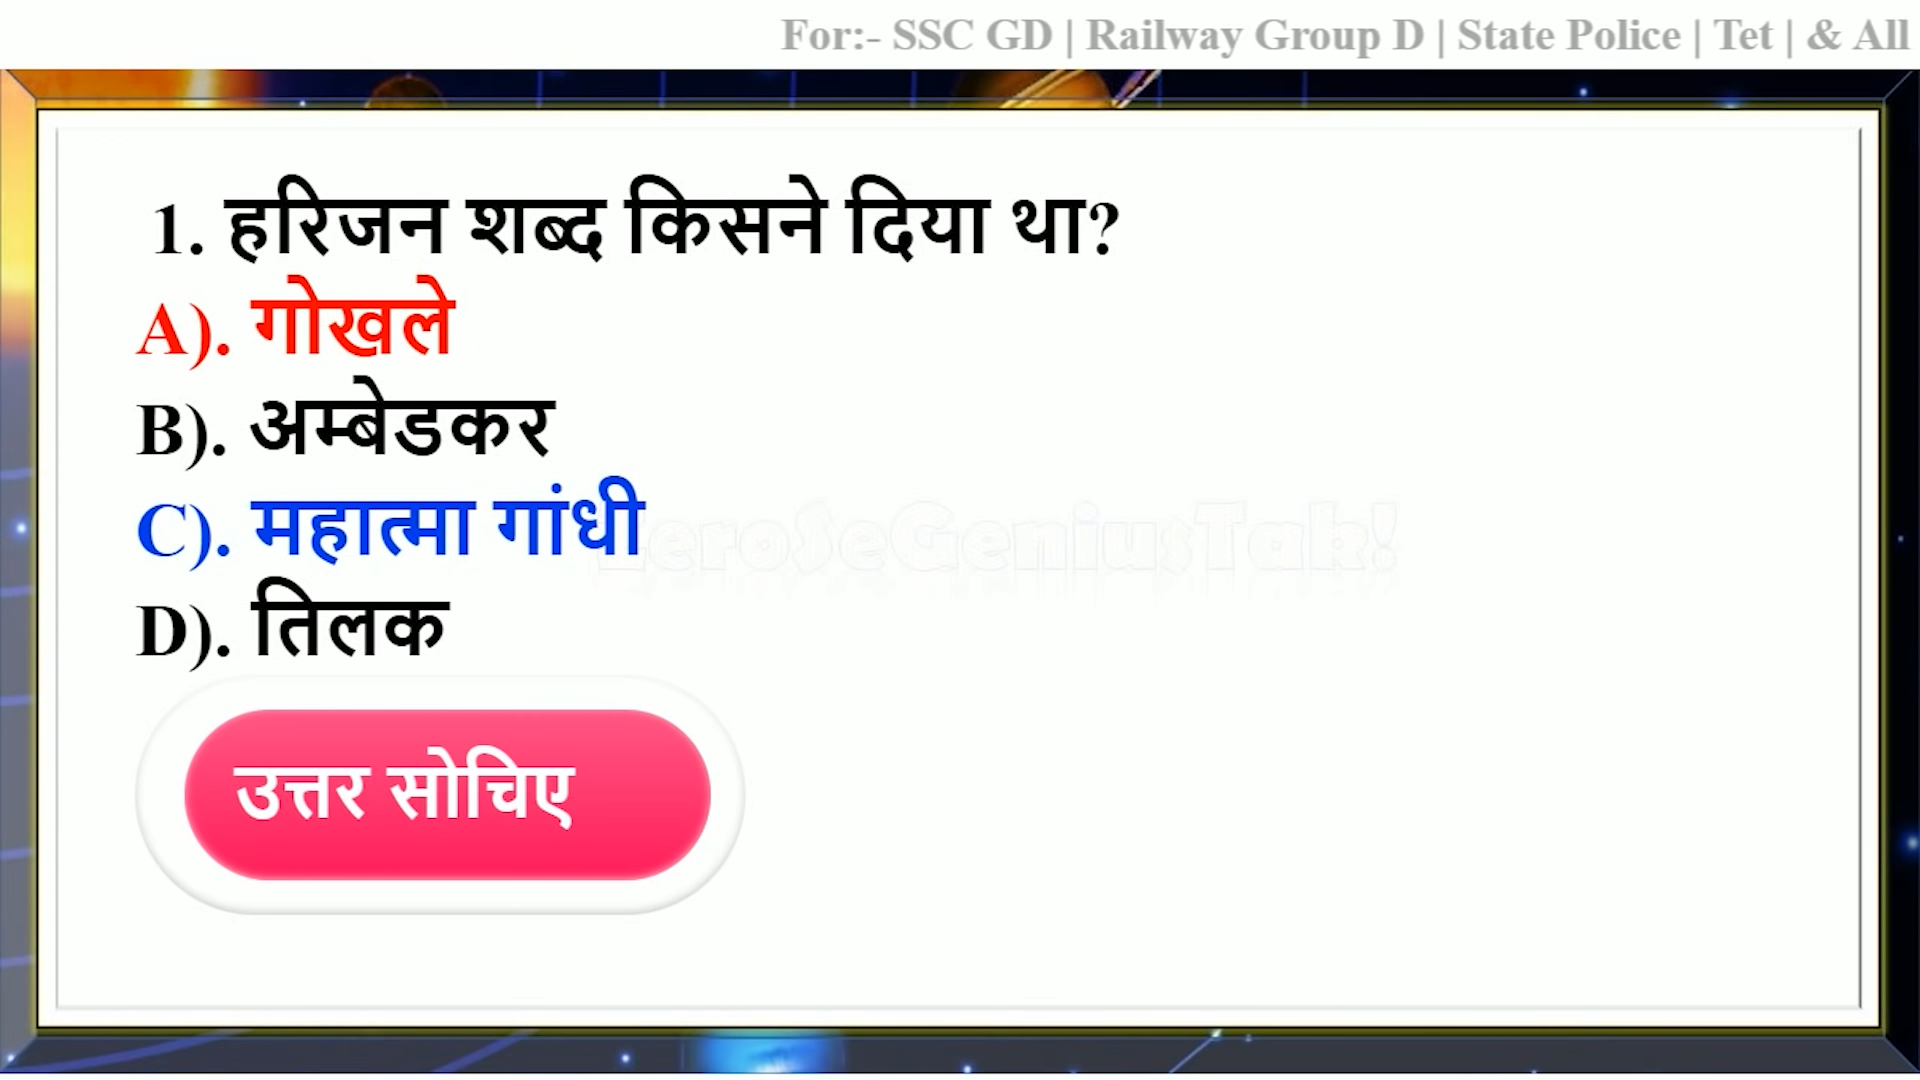 For:- SSC GD | Railway Group D | State Police | Tet | & All
1. हरिजन शब्द किसने दिया था?
A). गोखले
B). अम्बेडकर
C). महात्मा गांधी
ZeroSeGeniusTak!
D). तिलक
उत्तर सोचिए